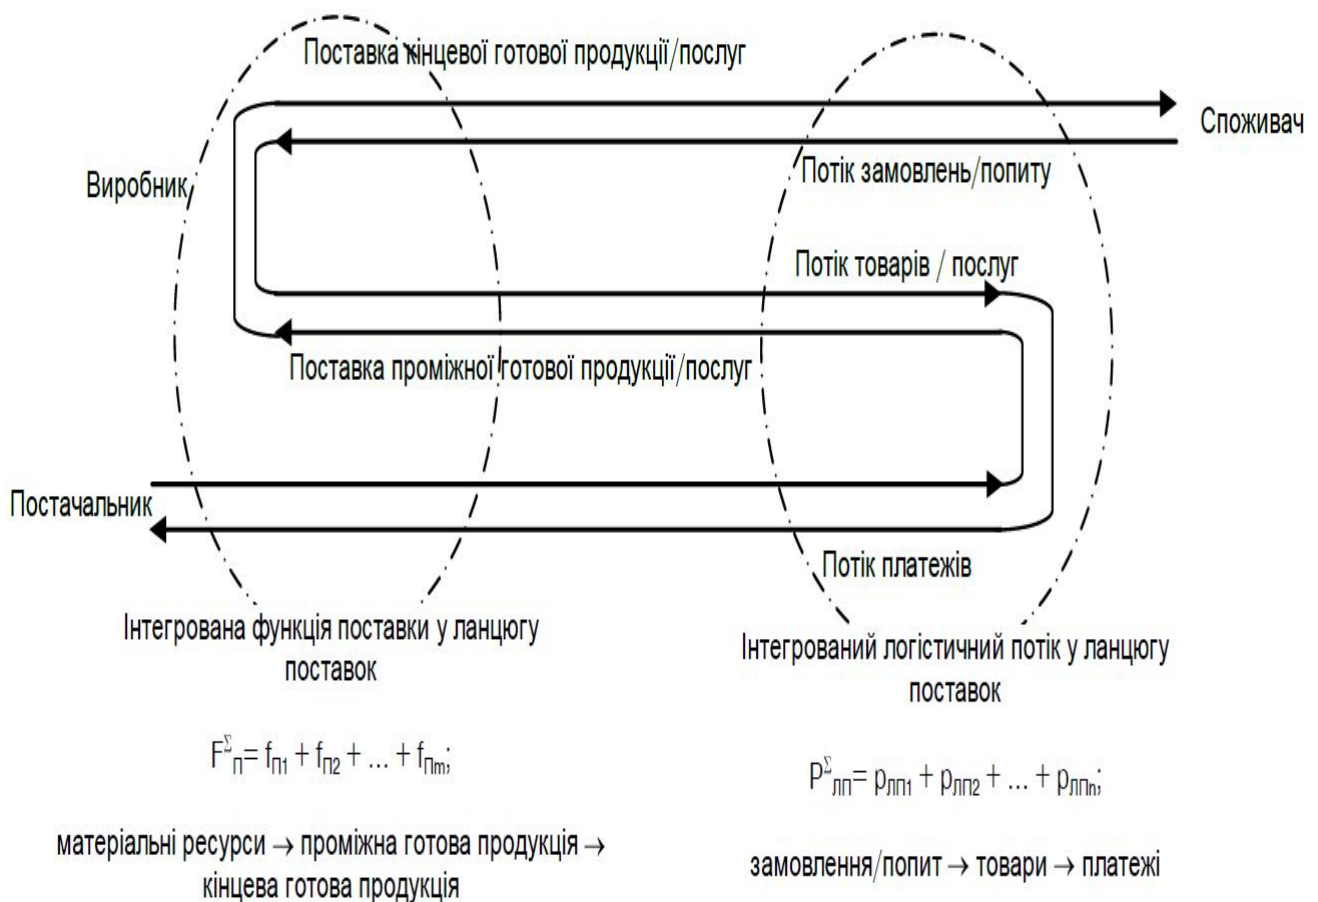 Поставка кінцевої готової продукції/послуг
Споживач
Потік замовлень/попиту
Виробник
Потік товарів / послуг
Поставка проміжної готової продукції/послуг
Постачальник
Потік платежів
Інтегрована функція поставки у ланцюгу
поставок
Інтегрований логістичний потік у ланцюгу
поставок
F^Σ_П= f_П1 + f_П2 + ... + f_Пm;
P^Σ_ЛП= p_ЛП1 + p_ЛП2 + ... + p_ЛПn;
матеріальні ресурси → проміжна готова продукція →
кінцева готова продукція
замовлення/попит → товари → платежі